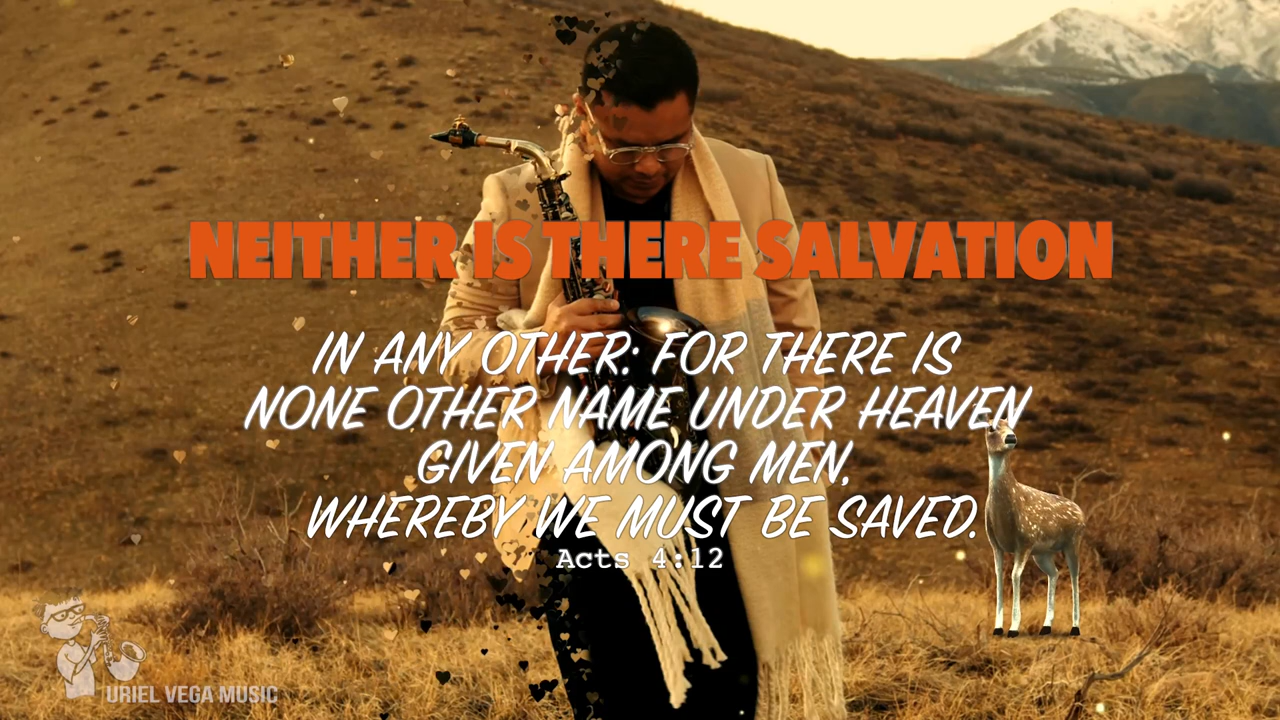 NEITHER IS THERE SALVATION
IN ANY OTHER: FOR THERE IS
NONE OTHER NAME UNDER HEAVEN
GIVEN AMONG MEN,
WHEREBY WE MUST BE SAVED.
Acts 4:12
URIEL VEGA MUSIC